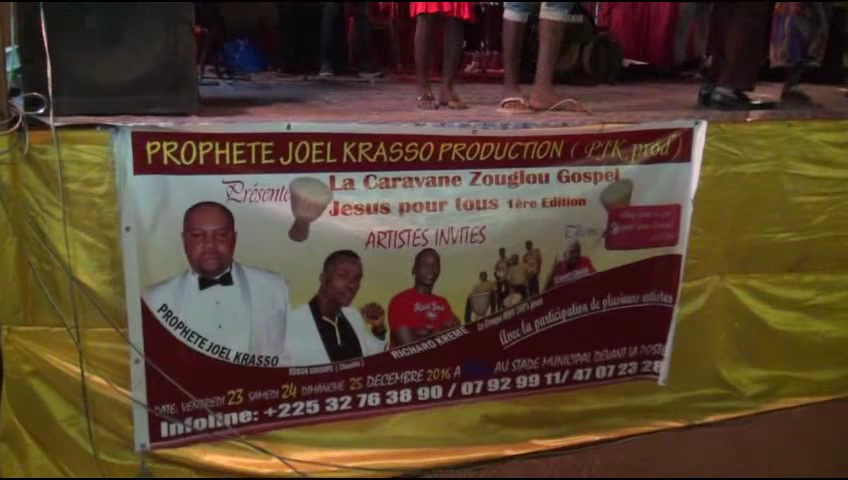 PROPHETE JOEL KRASSO PRODUCTION ( PJK prod )
Présente
La Caravane Zouglou Gospel
Jesus pour tous 1ère Edition
ARTISTES INVITES
PROPHETE JOEL KRASSO
RICHARD KREME
Avec la participation de plusieurs artistes
DATE: VENDREDI 23 SAMEDI 24 DIMANCHE 25 DECEMBRE 2016 A
AU STADE MUNICIPAL DEVANT LA POSTE
Infoline: +225 32 76 38 90 / 07 92 99 11/ 47 07 23 28